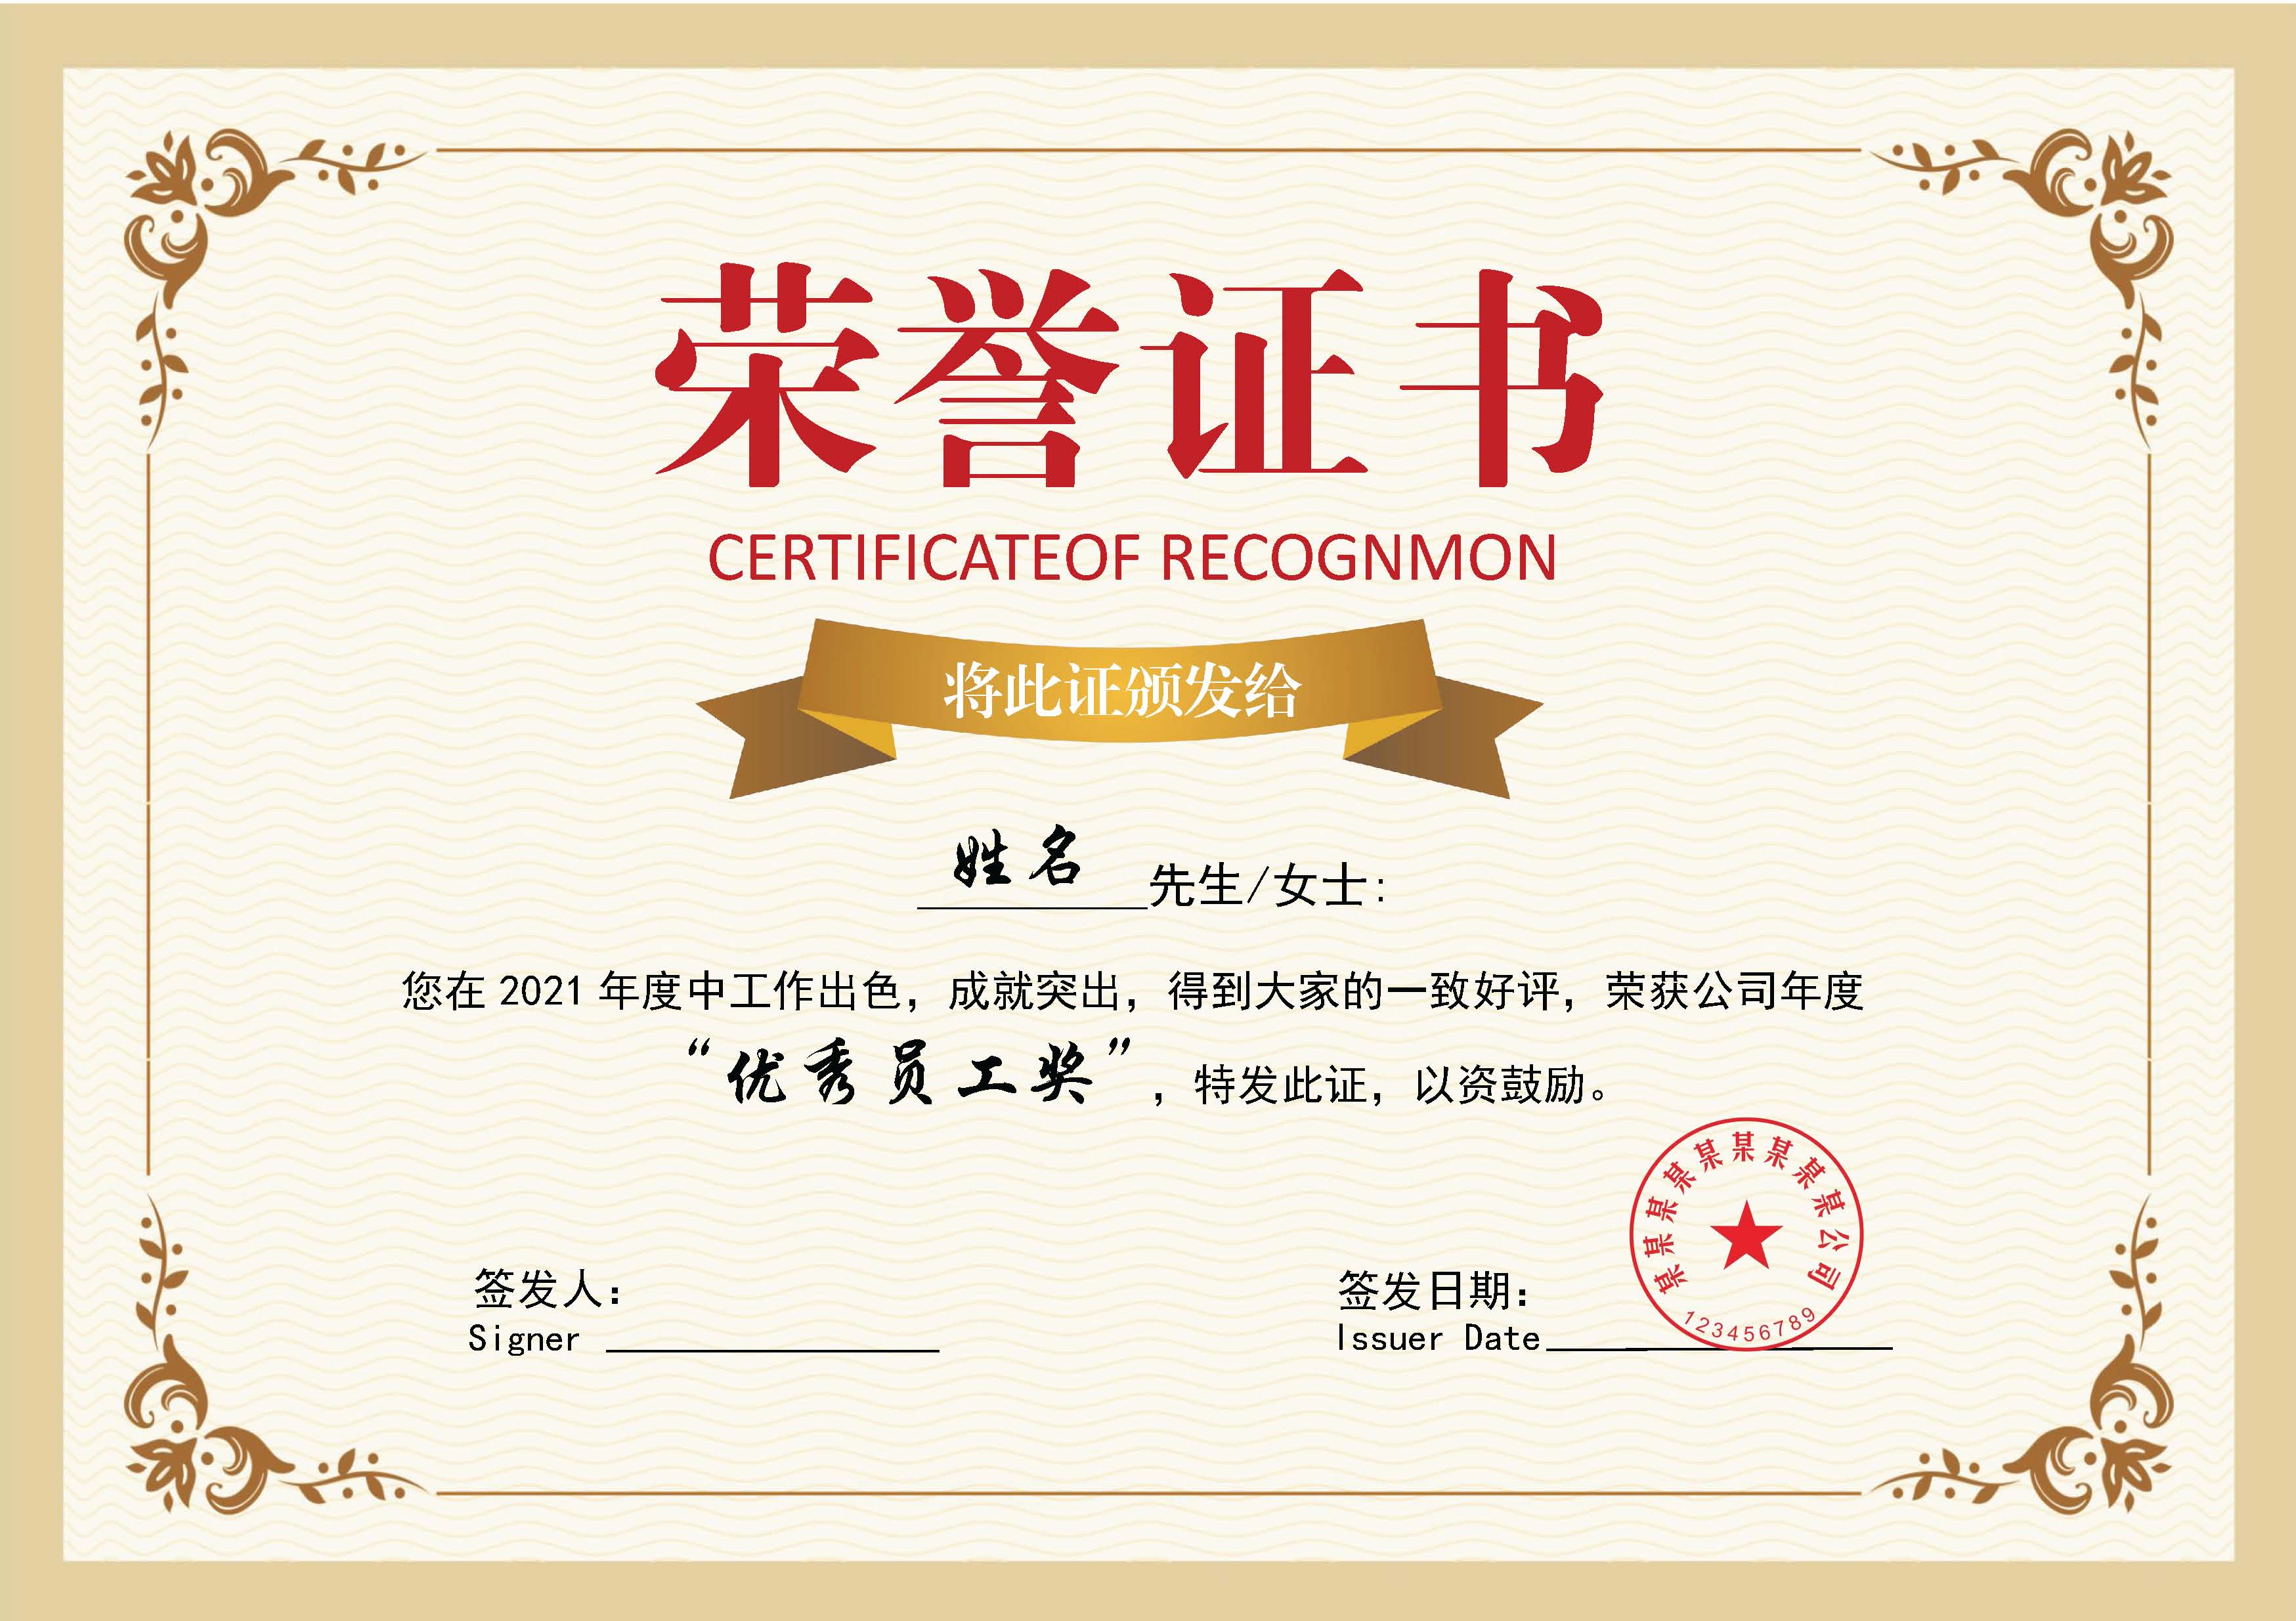 荣誉证书
CERTIFICATEOF RECOGNMON
将此证颁发给
姓名 先生/女士:
您在 2021 年度中工作出色，成就突出，得到大家的一致好评，荣获公司年度
“优秀员工奖”，特发此证，以资鼓励。
某某某某某某某某某某公司
123456789
签发人：
Signer
签发日期：
Issuer Date